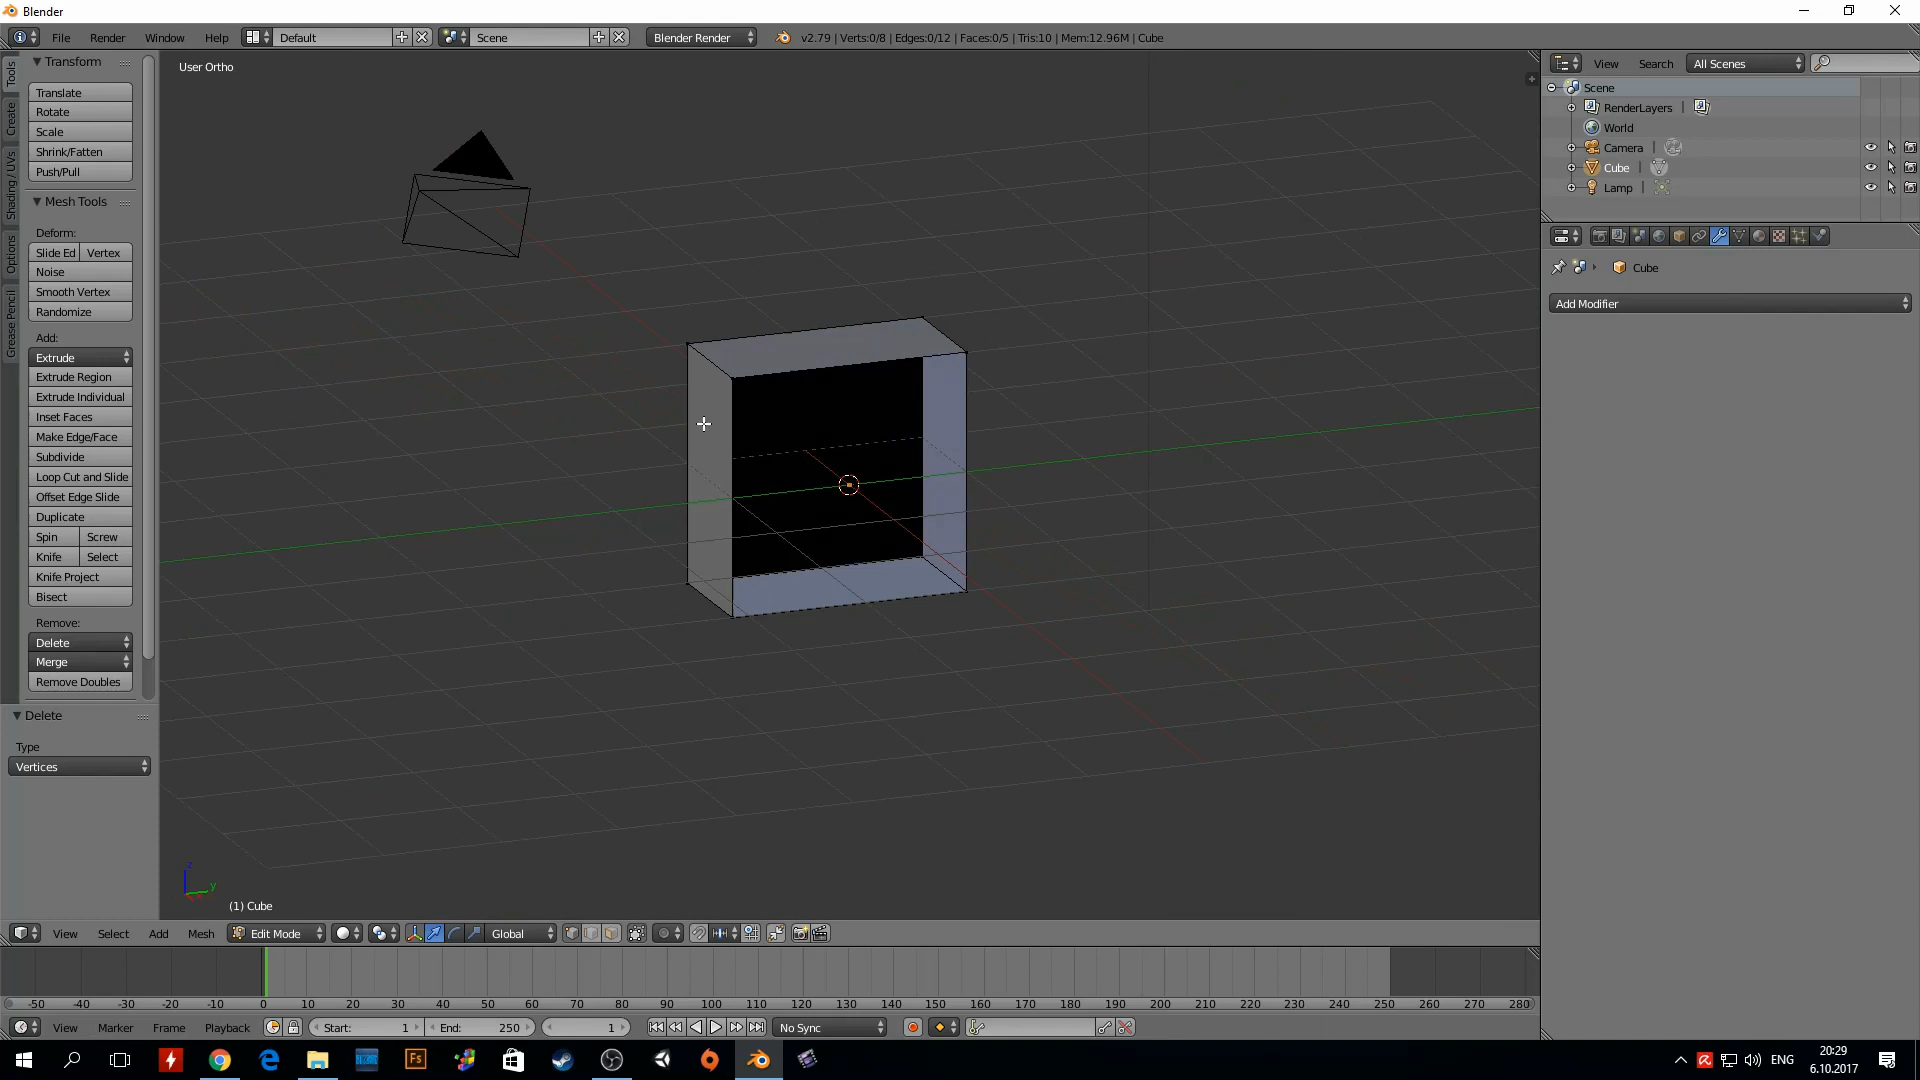 Blender
File Render Window Help Default Scene Blender Render v2.79 | Verts:0/8 | Edges:0/12 | Faces:0/5 | Tris:10 | Mem:12.96M | Cube
Tools
Create
Shading / UVs
Options
Grease Pencil
Transform
Translate
Rotate
Scale
Shrink/Fatten
Push/Pull
Mesh Tools
Deform:
Slide Ed Vertex
Noise
Smooth Vertex
Randomize
Add:
Extrude
Extrude Region
Extrude Individual
Inset Faces
Make Edge/Face
Subdivide
Loop Cut and Slide
Offset Edge Slide
Duplicate
Spin Screw
Knife Select
Knife Project
Bisect
Remove:
Delete
Merge
Remove Doubles
Delete
Type
Vertices
User Ortho
z
y
(1) Cube
View Search All Scenes
Scene
RenderLayers |
World
Camera |
Cube |
Lamp |
Cube
Add Modifier
View Select Add Mesh Edit Mode Global
-50 -40 -30 -20 -10 0 10 20 30 40 50 60 70 80 90 100 110 120 130 140 150 160 170 180 190 200 210 220 230 240 250 260 270 280
View Marker Frame Playback Start: 1 End: 250 1 No Sync
Fs
ENG
20:29
6.10.2017